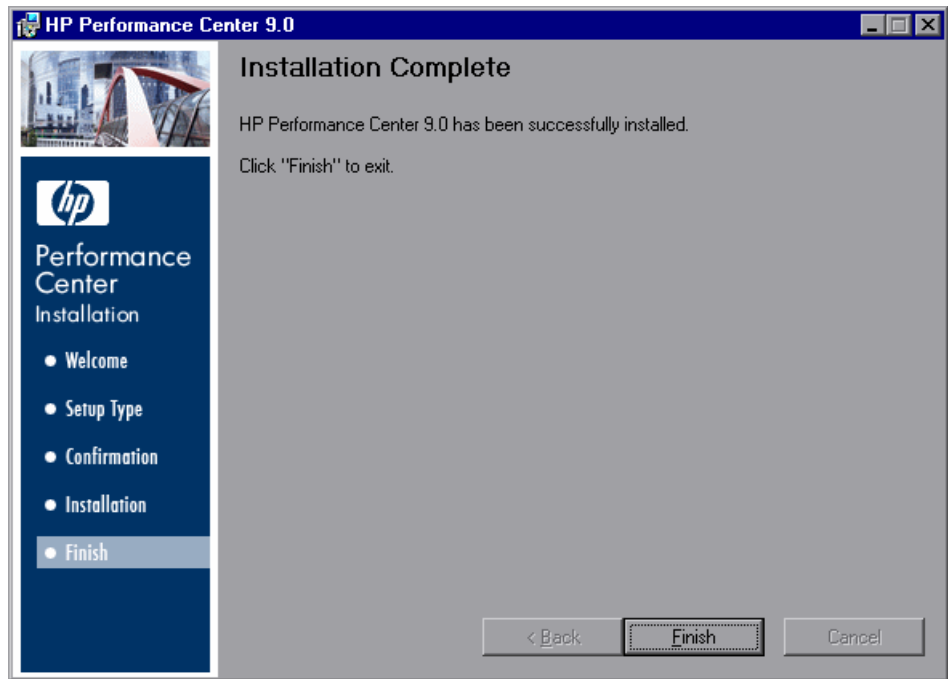 HP Performance Center 9.0
Installation Complete
HP Performance Center 9.0 has been successfully installed.
Click "Finish" to exit.
hp
Performance
Center
Installation
Welcome
Setup Type
Confirmation
Installation
Finish
< Back
Finish
Cancel